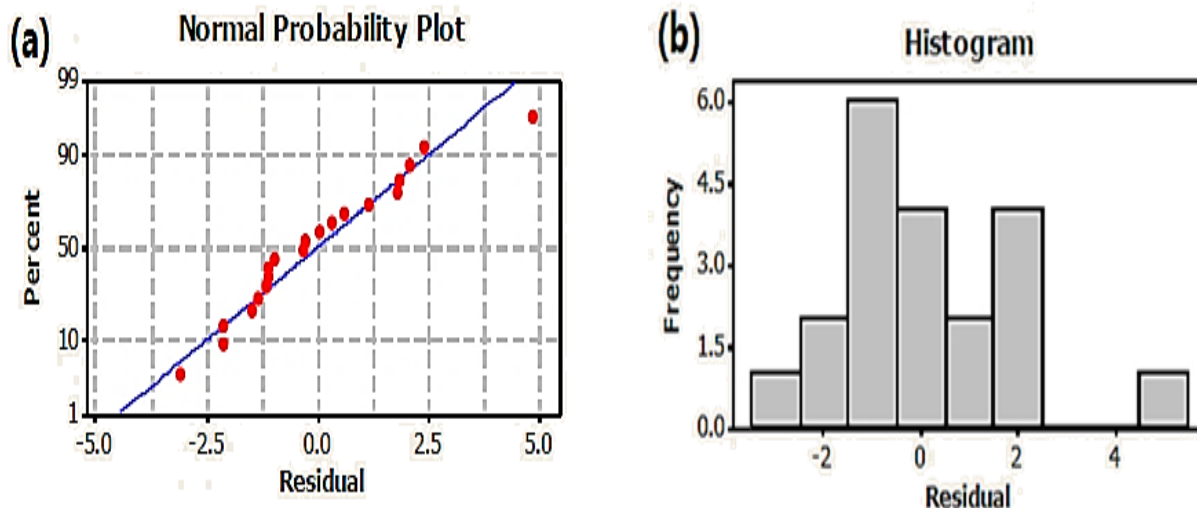 (a)
Normal Probability Plot
99
90
50
10
1
Percent
-5.0 -2.5 0.0 2.5 5.0
Residual
(b)
Histogram
6.0
4.5
3.0
1.5
0.0
Frequency
-2 0 2 4
Residual